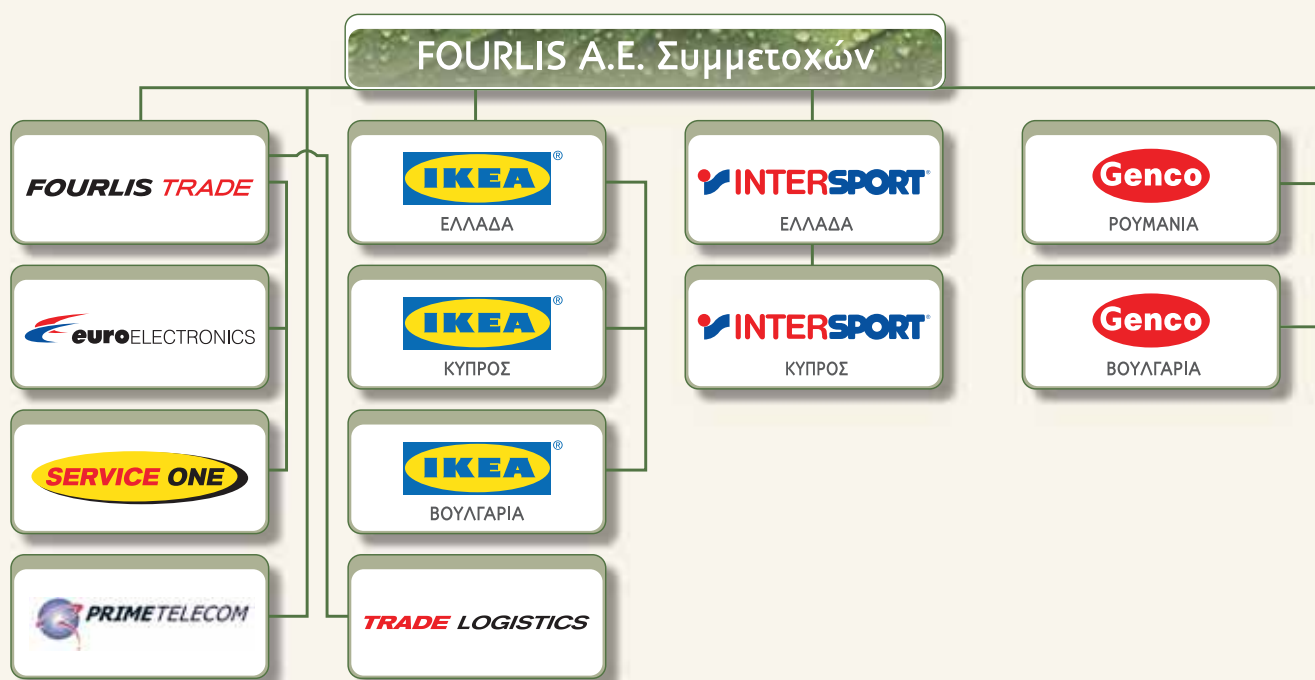 FOURLIS A.E. Συμμετοχών
FOURLIS TRADE
IKEA®
ΕΛΛΑΔΑ
INTERSPORT®
ΕΛΛΑΔΑ
Genco
ΡΟΥΜΑΝΙΑ
euroELECTRONICS
IKEA®
ΚΥΠΡΟΣ
INTERSPORT®
ΚΥΠΡΟΣ
Genco
ΒΟΥΛΓΑΡΙΑ
SERVICE ONE
IKEA®
ΒΟΥΛΓΑΡΙΑ
PRIMETELECOM
TRADE LOGISTICS